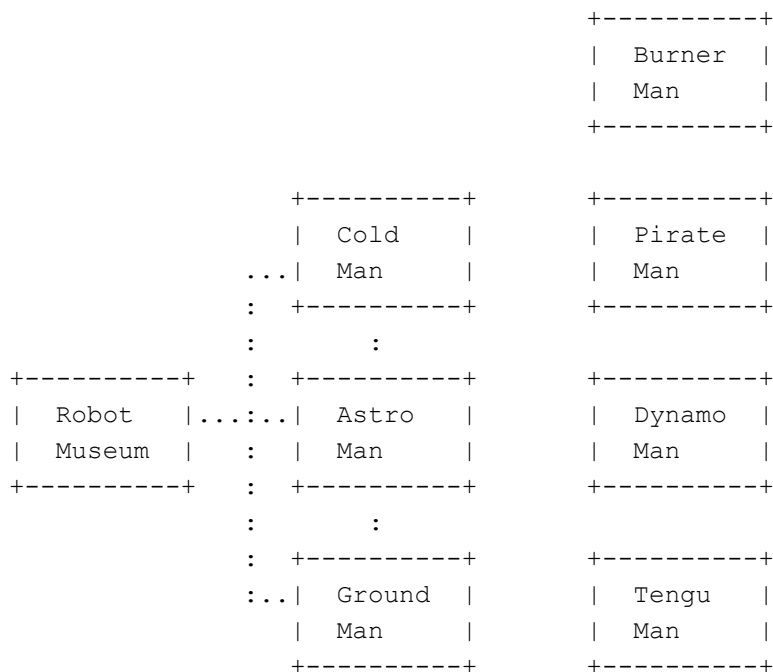 +----------+
                                       |  Burner  |
                                       |  Man     |
                                       +----------+

                   +----------+        +----------+
                   |  Cold    |        |  Pirate  |
                ...|  Man     |        |  Man     |
                :  +----------+        +----------+
                :       :
+----------+    :  +----------+        +----------+
|  Robot   |...:..|  Astro   |        |  Dynamo  |
|  Museum  |    :  |  Man     |        |  Man     |
+----------+    :  +----------+        +----------+
                :       :
                :  +----------+        +----------+
                :..|  Ground  |        |  Tengu   |
                   |  Man     |        |  Man     |
                   +----------+        +----------+